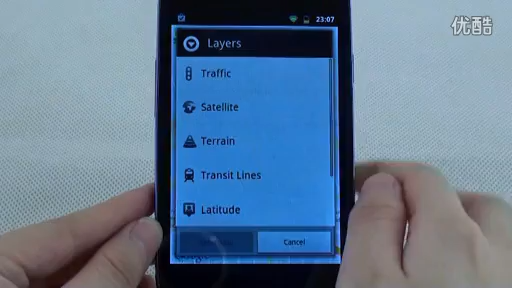 优酷
23:07
Layers
Traffic
Satellite
Terrain
Transit Lines
Latitude
Cancel